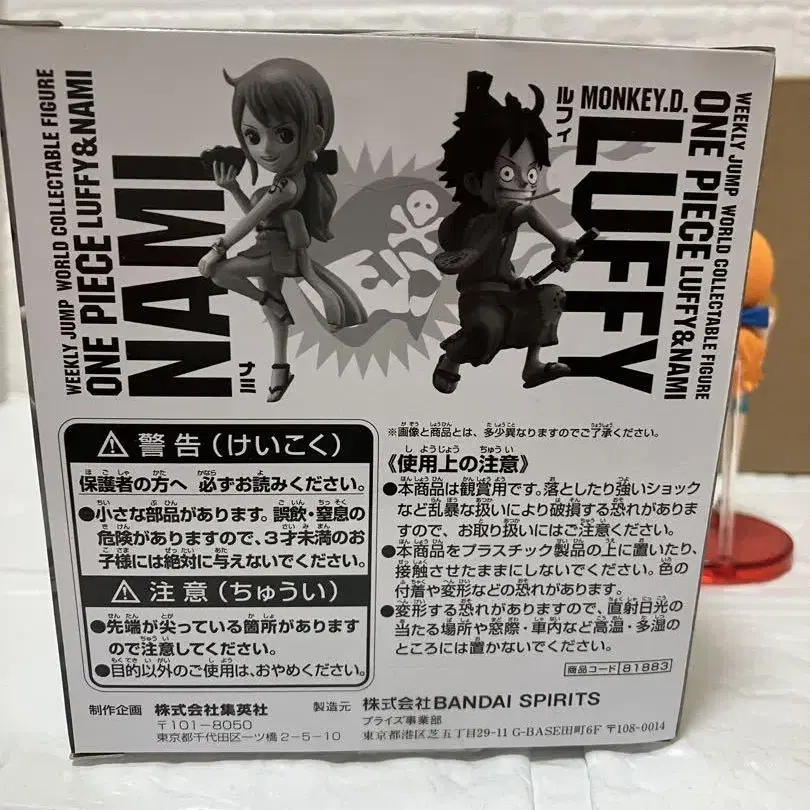 WEEKLY JUMP WORLD COLLECTABLE FIGURE
ONE PIECE LUFFY&NAMI
NAMI
ナミ
ルフィ
MONKEY.D.
LUFFY
WEEKLY JUMP WORLD COLLECTABLE FIGURE
ONE PIECE LUFFY&NAMI
警告(けいこく)
保護者の方へ 必ずお読みください。
●小さな部品があります。誤飲・窒息の
危険がありますので、3才未満のお
子様には絶対に与えないでください。
注意(ちゅうい)
●先端が尖っている箇所があります
ので注意してください。
●目的以外のご使用は、おやめください。
※画像と商品とは、多少異なりますのでご了承ください。
《使用上の注意》
●本商品は観賞用です。落としたり強いショック
など乱暴な扱いにより破損する恐れがありま
すので、お取り扱いにはご注意ください。
●本商品をプラスチック製品の上に置いたり、
接触させたままにしないでください。色の
付着や変形などの恐れがあります。
●変形する恐れがありますので、直射日光の
当たる場所や窓際・車内など高温・多湿の
ところには置かないでください。
商品コード 81883
制作企画 株式会社集英社
〒101-8050
東京都千代田区一ツ橋2-5-10
製造元 株式会社BANDAI SPIRITS
プライズ事業部
東京都港区芝五丁目29-11 G-BASE田町6F 〒108-0014